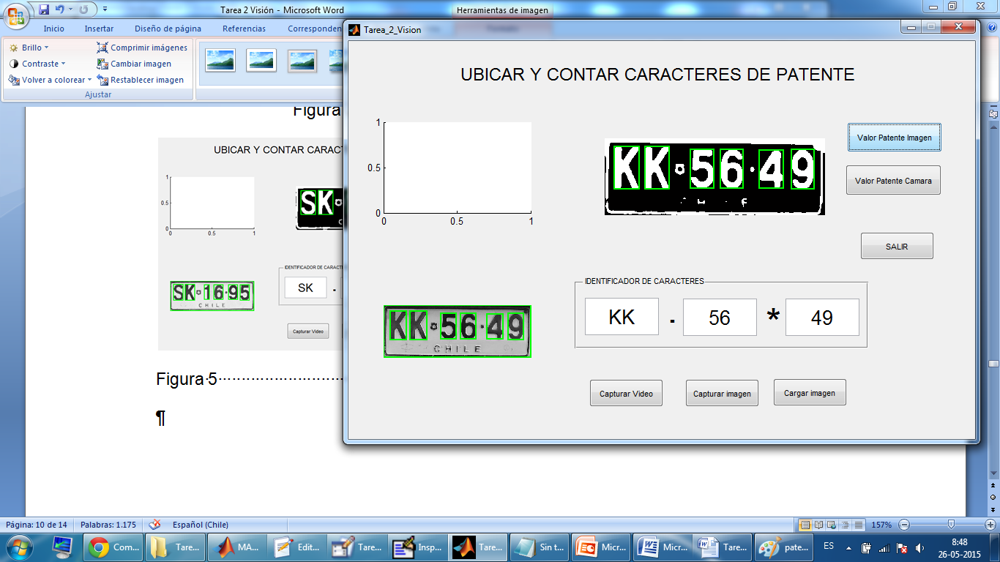 Tarea 2 Visión - Microsoft Word
Herramientas de imagen
Inicio
Insertar
Diseño de página
Referencias
Brillo
Contraste
Volver a colorear
Comprimir imágenes
Cambiar imagen
Restablecer imagen
Ajustar
Figura
UBICAR Y CONTAR CARAC
1
0.5
0
0
0.5
1
SK
SK·16·95
CHILE
IDENTIFICADOR DE CARACTE
SK
-
Capturar Video
Figura 5
¶
Tarea_2_Vision
UBICAR Y CONTAR CARACTERES DE PATENTE
1
0.5
0
0
0.5
1
KK·56·49
Valor Patente Imagen
Valor Patente Camara
SALIR
KK·56·49
CHILE
IDENTIFICADOR DE CARACTERES
KK - 56 * 49
Capturar Video
Capturar imagen
Cargar imagen
Página: 10 de 14
Palabras: 1.175
Español (Chile)
157%
Com...
Tare...
MA...
Edit...
Tare...
Insp...
Tare...
Sin t...
Micr...
Micr...
Tare...
pate...
ES
8:48
26-05-2015